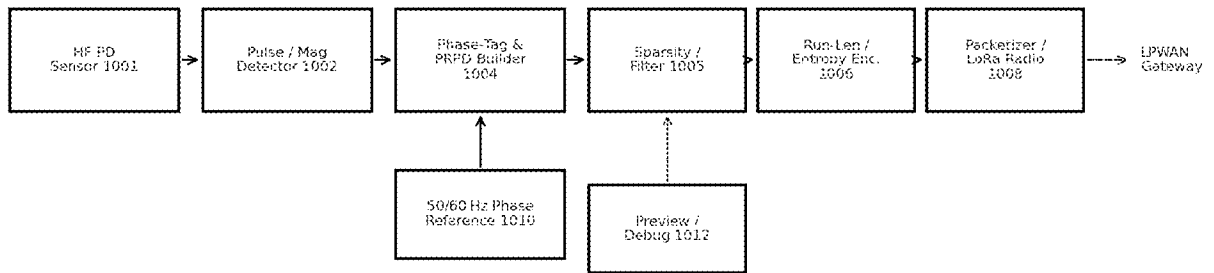 HF PD
Sensor 1001
Pulse / Mag
Detector 1002
Phase-Tag &
PRPD Builder
1004
Sparsity /
Filter 1005
Run-Len /
Entropy Enc.
1006
Packetizer /
LoRa Radio
1008
LPWAN
Gateway
50/60 Hz Phase
Reference 1010
Preview /
Debug 1012